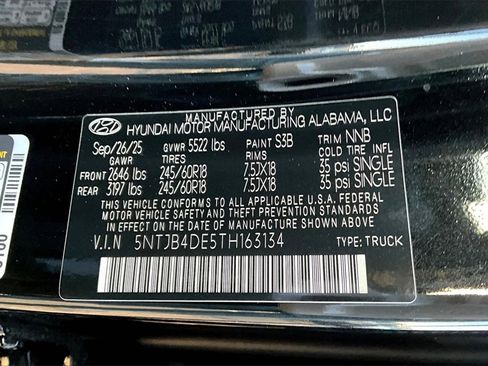 MANUFACTURED BY
HYUNDAI MOTOR MANUFACTURING ALABAMA, LLC
Sep/26/25 GVWR 5522 lbs PAINT S3B TRIM NNB
GAWR TIRES RIMS COLD TIRE INFL
FRONT 2646 lbs 245/60R18 7.5JX18 35 psi SINGLE
REAR 3197 lbs 245/60R18 7.5JX18 35 psi SINGLE
THIS VEHICLE CONFORMS TO ALL APPLICABLE U.S.A. FEDERAL
MOTOR VEHICLE SAFETY AND THEFT PREVENTION STANDARDS
IN EFFECT ON THE DATE OF MANUFACTURE SHOWN ABOVE.
V.I.N 5NTJB4DE5TH163134 TYPE: TRUCK